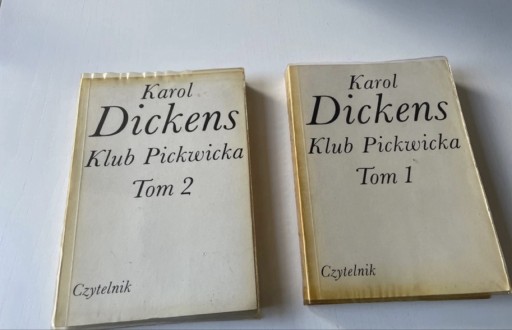 Karol
Dickens
Klub Pickwicka
Tom 2
Czytelnik
Karol
Dickens
Klub Pickwicka
Tom 1
Czytelnik